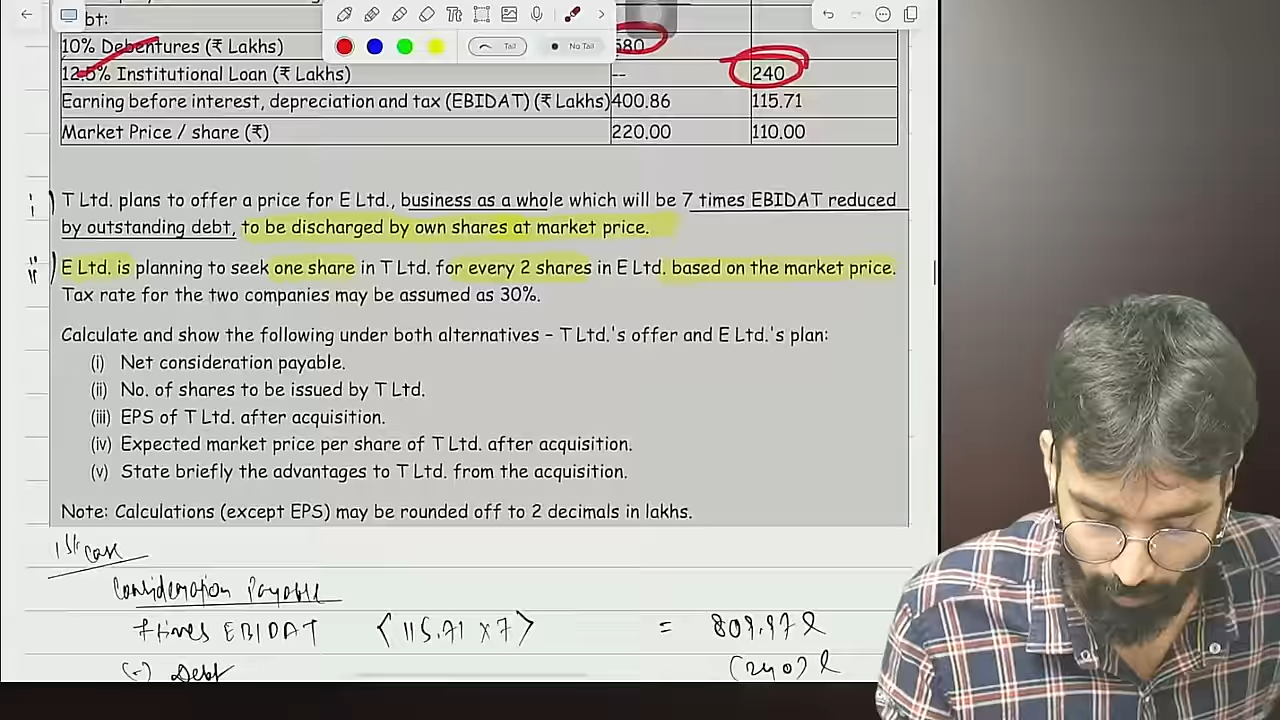 bt:
10% Debentures (₹ Lakhs) 580
12.5% Institutional Loan (₹ Lakhs) -- 240
Earning before interest, depreciation and tax (EBIDAT) (₹ Lakhs) 400.86 115.71
Market Price / share (₹) 220.00 110.00
Tail
No Tail
i) T Ltd. plans to offer a price for E Ltd., business as a whole which will be 7 times EBIDAT reduced
by outstanding debt, to be discharged by own shares at market price.
ii) E Ltd. is planning to seek one share in T Ltd. for every 2 shares in E Ltd. based on the market price.
Tax rate for the two companies may be assumed as 30%.
Calculate and show the following under both alternatives – T Ltd.'s offer and E Ltd.'s plan:
(i) Net consideration payable.
(ii) No. of shares to be issued by T Ltd.
(iii) EPS of T Ltd. after acquisition.
(iv) Expected market price per share of T Ltd. after acquisition.
(v) State briefly the advantages to T Ltd. from the acquisition.
Note: Calculations (except EPS) may be rounded off to 2 decimals in lakhs.
1st case
Consideration Payable
7 times EBIDAT <115.71 x 7> = 809.97 l
(-) Debt (240) l